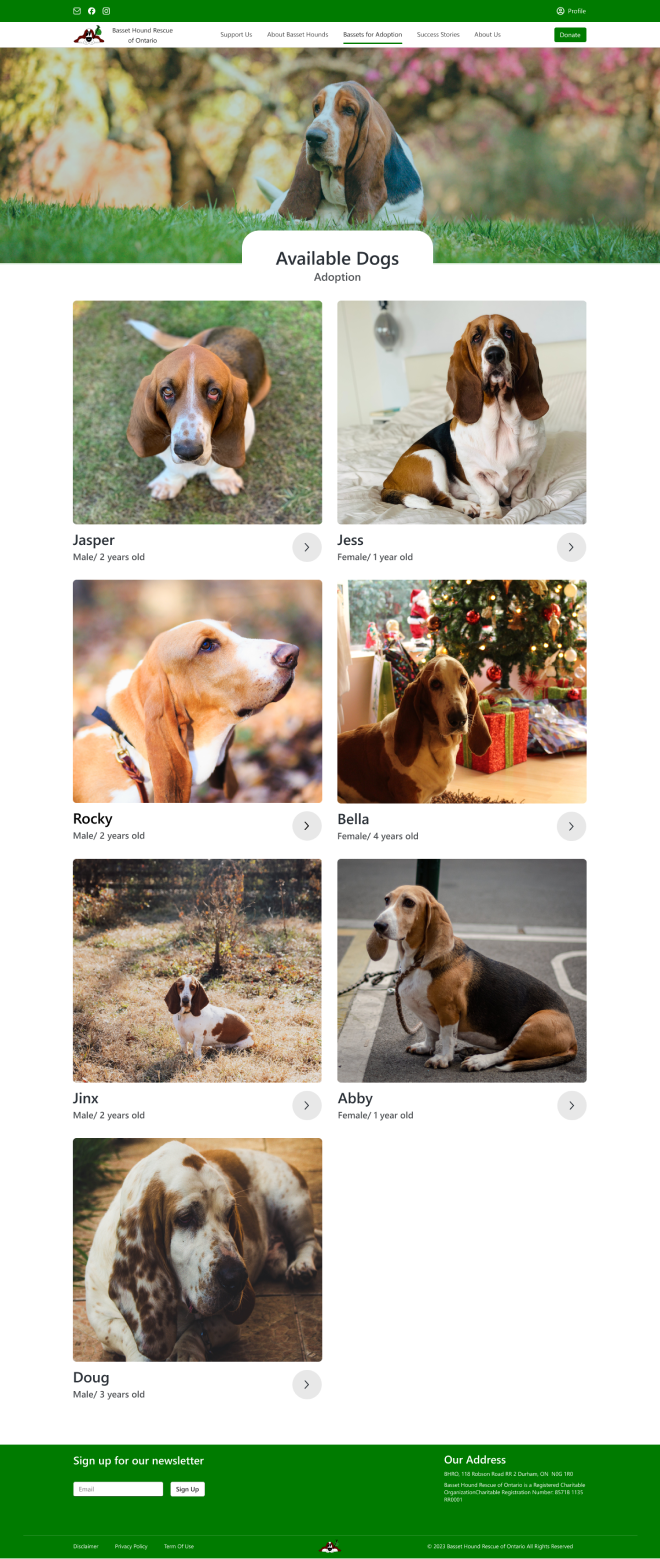 Profile
Basset Hound Rescue
of Ontario
Support Us
About Basset Hounds
Bassets for Adoption
Success Stories
About Us
Donate
Available Dogs
Adoption
Jasper
Male/ 2 years old
Jess
Female/ 1 year old
Rocky
Male/ 2 years old
Bella
Female/ 4 years old
Jinx
Male/ 2 years old
Abby
Female/ 1 year old
Doug
Male/ 3 years old
Sign up for our newsletter
Email
Sign Up
Our Address
BHRO, 118 Robson Road RR 2 Durham, ON N0G 1R0
Basset Hound Rescue of Ontario is a Registered Charitable
OrganizationCharitable Registration Number: 85718 1135
RR0001
Disclaimer
Privacy Policy
Term Of Use
© 2023 Basset Hound Rescue of Ontario All Rights Reserved